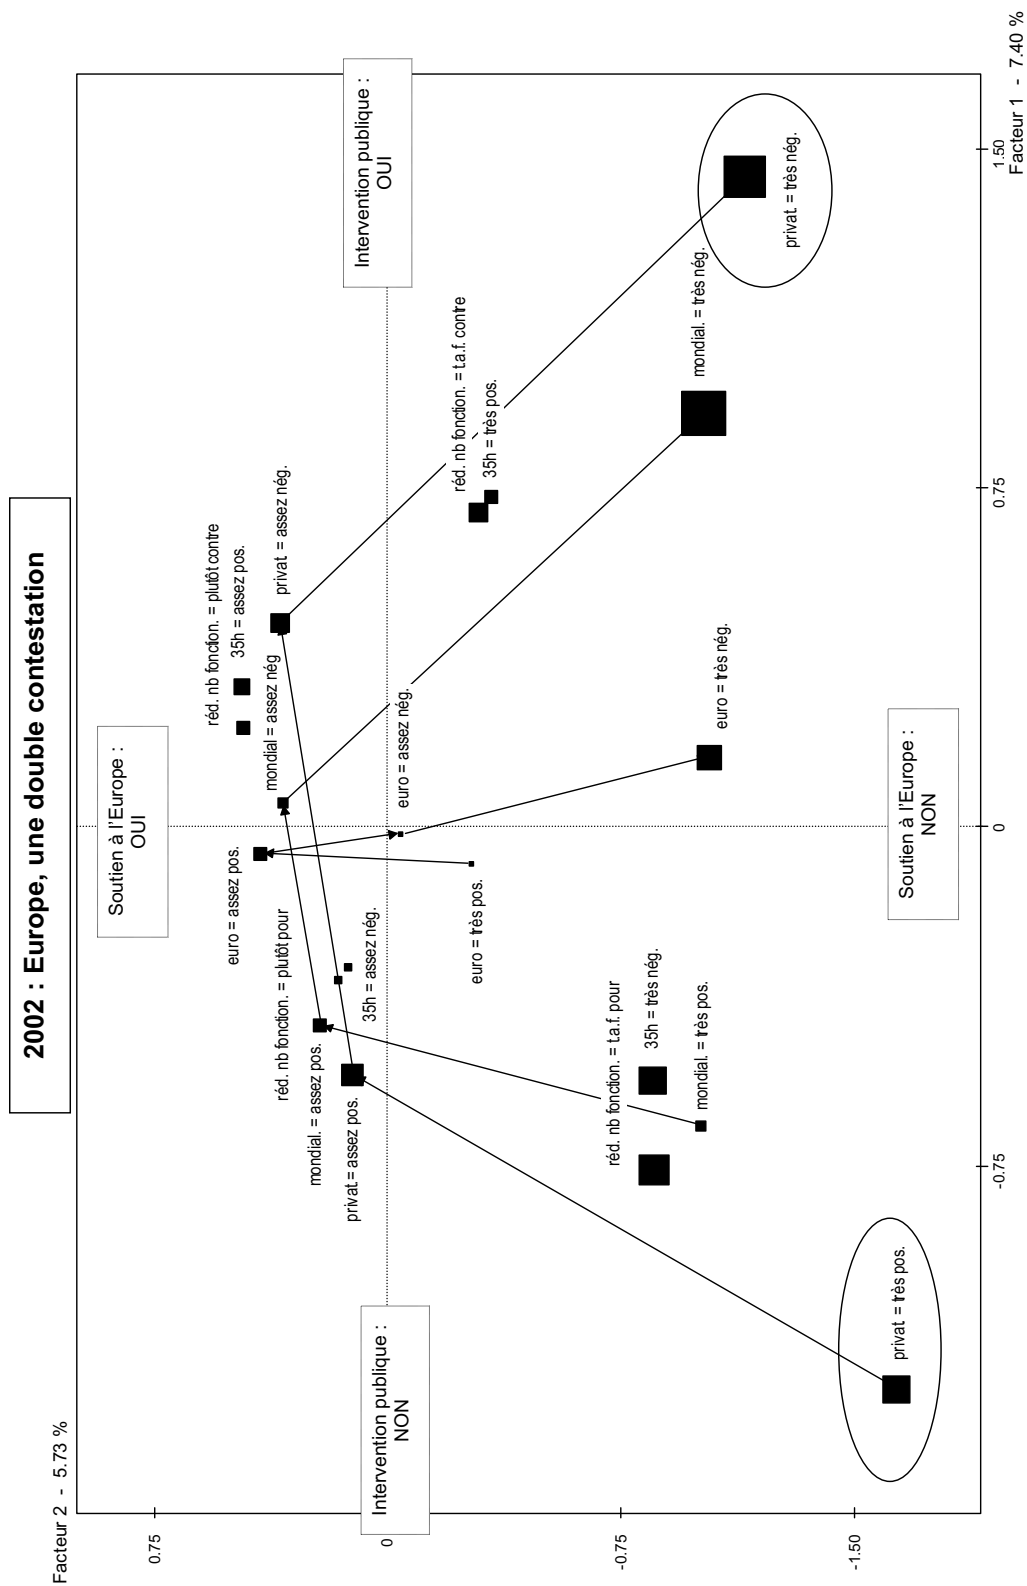 2002 : Europe, une double contestation
Facteur 2 - 5.73 %
Soutien à l'Europe :
OUI
réd. nb fonction. = plutôt contre
35h = assez pos.
euro = assez pos.
mondial = assez nég
privat. = assez nég.
réd. nb fonction. = plutôt pour
mondial. = assez pos.
privat. = assez pos.
35h = assez nég.
euro = assez nég.
Intervention publique :
NON
Intervention publique :
OUI
euro = très pos.
réd. nb fonction. = t.a.f. contre
35h = très pos.
réd. nb fonction. = t.a.f. pour
35h = très nég.
mondial. = très pos.
euro = très nég.
mondial. = très nég.
privat. = très nég.
privat. = très pos.
Soutien à l'Europe :
NON
0.75
0
-0.75
-1.50
-0.75
0
0.75
1.50
Facteur 1 - 7.40 %